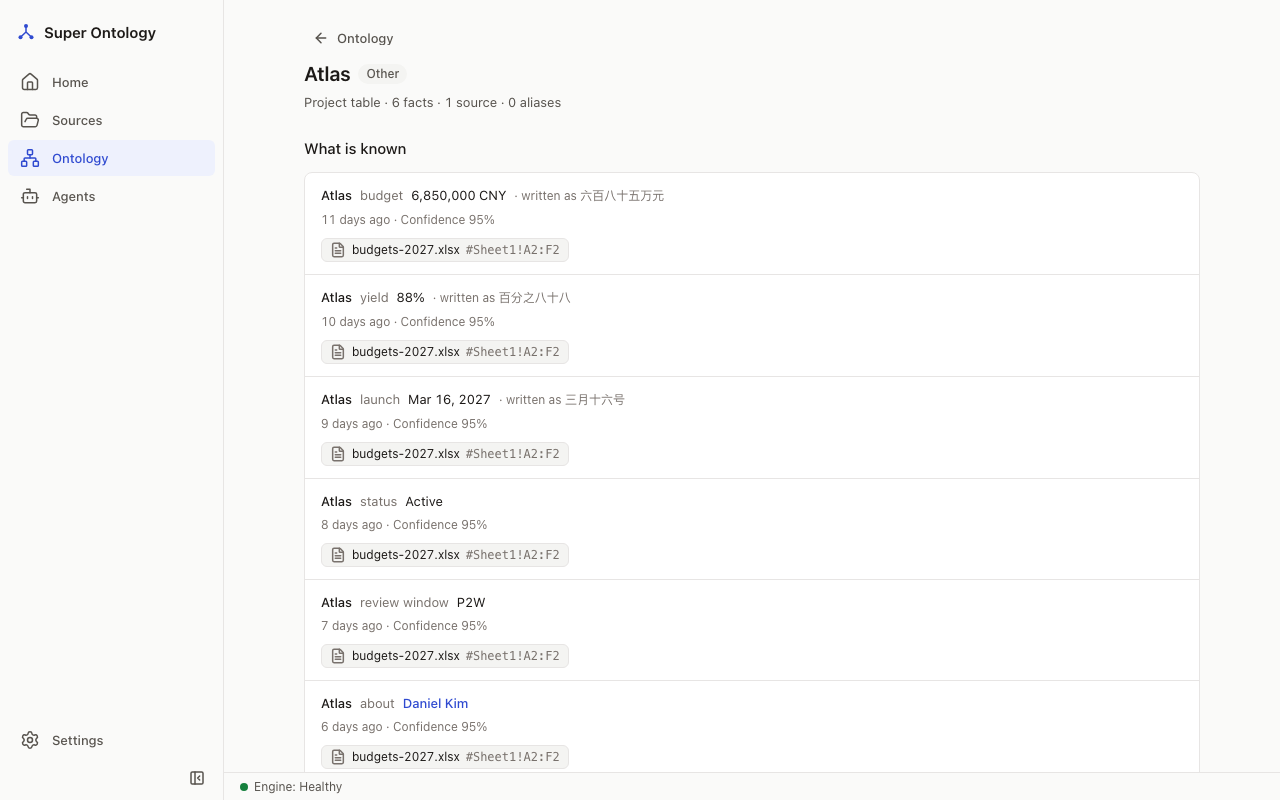 Super Ontology
Home
Sources
Ontology
Agents
Settings
Ontology
Atlas Other
Project table · 6 facts · 1 source · 0 aliases
What is known
Atlas budget 6,850,000 CNY · written as 六百八十五万元
11 days ago · Confidence 95%
budgets-2027.xlsx #Sheet1!A2:F2
Atlas yield 88% · written as 百分之八十八
10 days ago · Confidence 95%
budgets-2027.xlsx #Sheet1!A2:F2
Atlas launch Mar 16, 2027 · written as 三月十六号
9 days ago · Confidence 95%
budgets-2027.xlsx #Sheet1!A2:F2
Atlas status Active
8 days ago · Confidence 95%
budgets-2027.xlsx #Sheet1!A2:F2
Atlas review window P2W
7 days ago · Confidence 95%
budgets-2027.xlsx #Sheet1!A2:F2
Atlas about Daniel Kim
6 days ago · Confidence 95%
budgets-2027.xlsx #Sheet1!A2:F2
Engine: Healthy